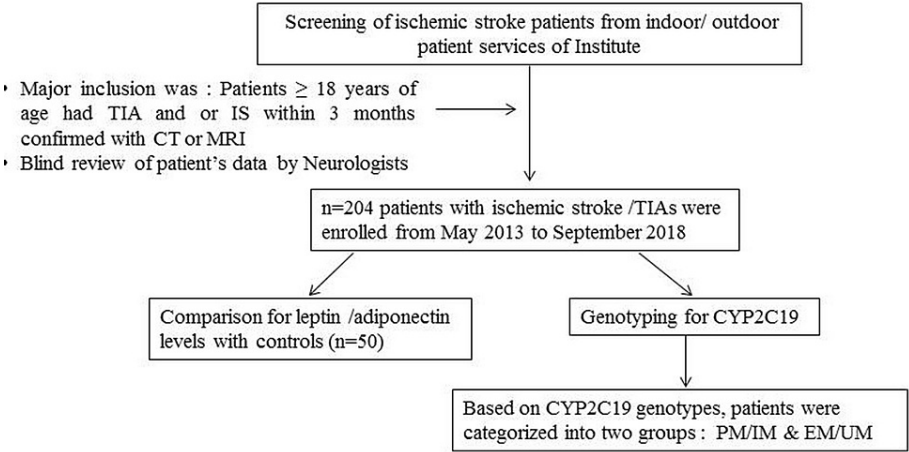 Screening of ischemic stroke patients from indoor/ outdoor
patient services of Institute
• Major inclusion was : Patients ≥ 18 years of
age had TIA and or IS within 3 months
confirmed with CT or MRI
• Blind review of patient's data by Neurologists
n=204 patients with ischemic stroke /TIAs were
enrolled from May 2013 to September 2018
Comparison for leptin /adiponectin
levels with controls (n=50)
Genotyping for CYP2C19
Based on CYP2C19 genotypes, patients were
categorized into two groups : PM/IM & EM/UM